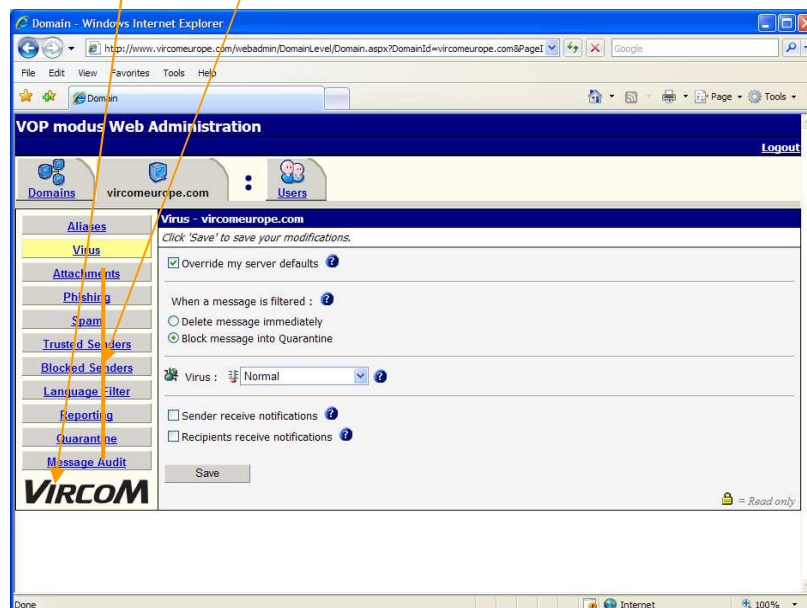 Domain - Windows Internet Explorer
http://www.vircomeurope.com/webadmin/DomainLevel/Domain.aspx?DomainId=vircomeurope.com&PageI
Google
File Edit View Favorites Tools Help
Domain
Page Tools
VOP modus Web Administration
Logout
Domains vircomeurope.com : Users
Aliases
Virus
Attachments
Phishing
Spam
Trusted Senders
Blocked Senders
Language Filter
Reporting
Quarantine
Message Audit
VIRCOM
Virus - vircomeurope.com
Click 'Save' to save your modifications.
Override my server defaults ?
When a message is filtered : ?
Delete message immediately
Block message into Quarantine
Virus : Normal ?
Sender receive notifications ?
Recipients receive notifications ?
Save
= Read only
Done Internet 100%